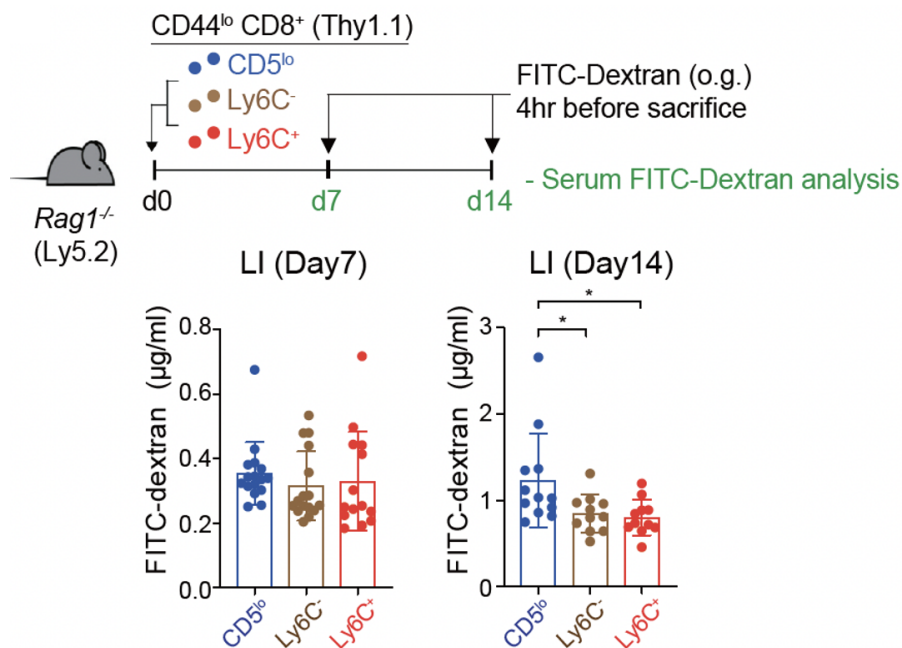 CD44ˡᵒ CD8⁺ (Thy1.1)
CD5ˡᵒ
Ly6C⁻
Ly6C⁺
FITC-Dextran (o.g.)
4hr before sacrifice
d0
d7
d14
- Serum FITC-Dextran analysis
Rag1⁻/⁻
(Ly5.2)
LI (Day7)
FITC-dextran (µg/ml)
0.8
0.6
0.4
0.2
0.0
CD5ˡᵒ
Ly6C⁻
Ly6C⁺
LI (Day14)
*
*
FITC-dextran (µg/ml)
3
2
1
0
CD5ˡᵒ
Ly6C⁻
Ly6C⁺